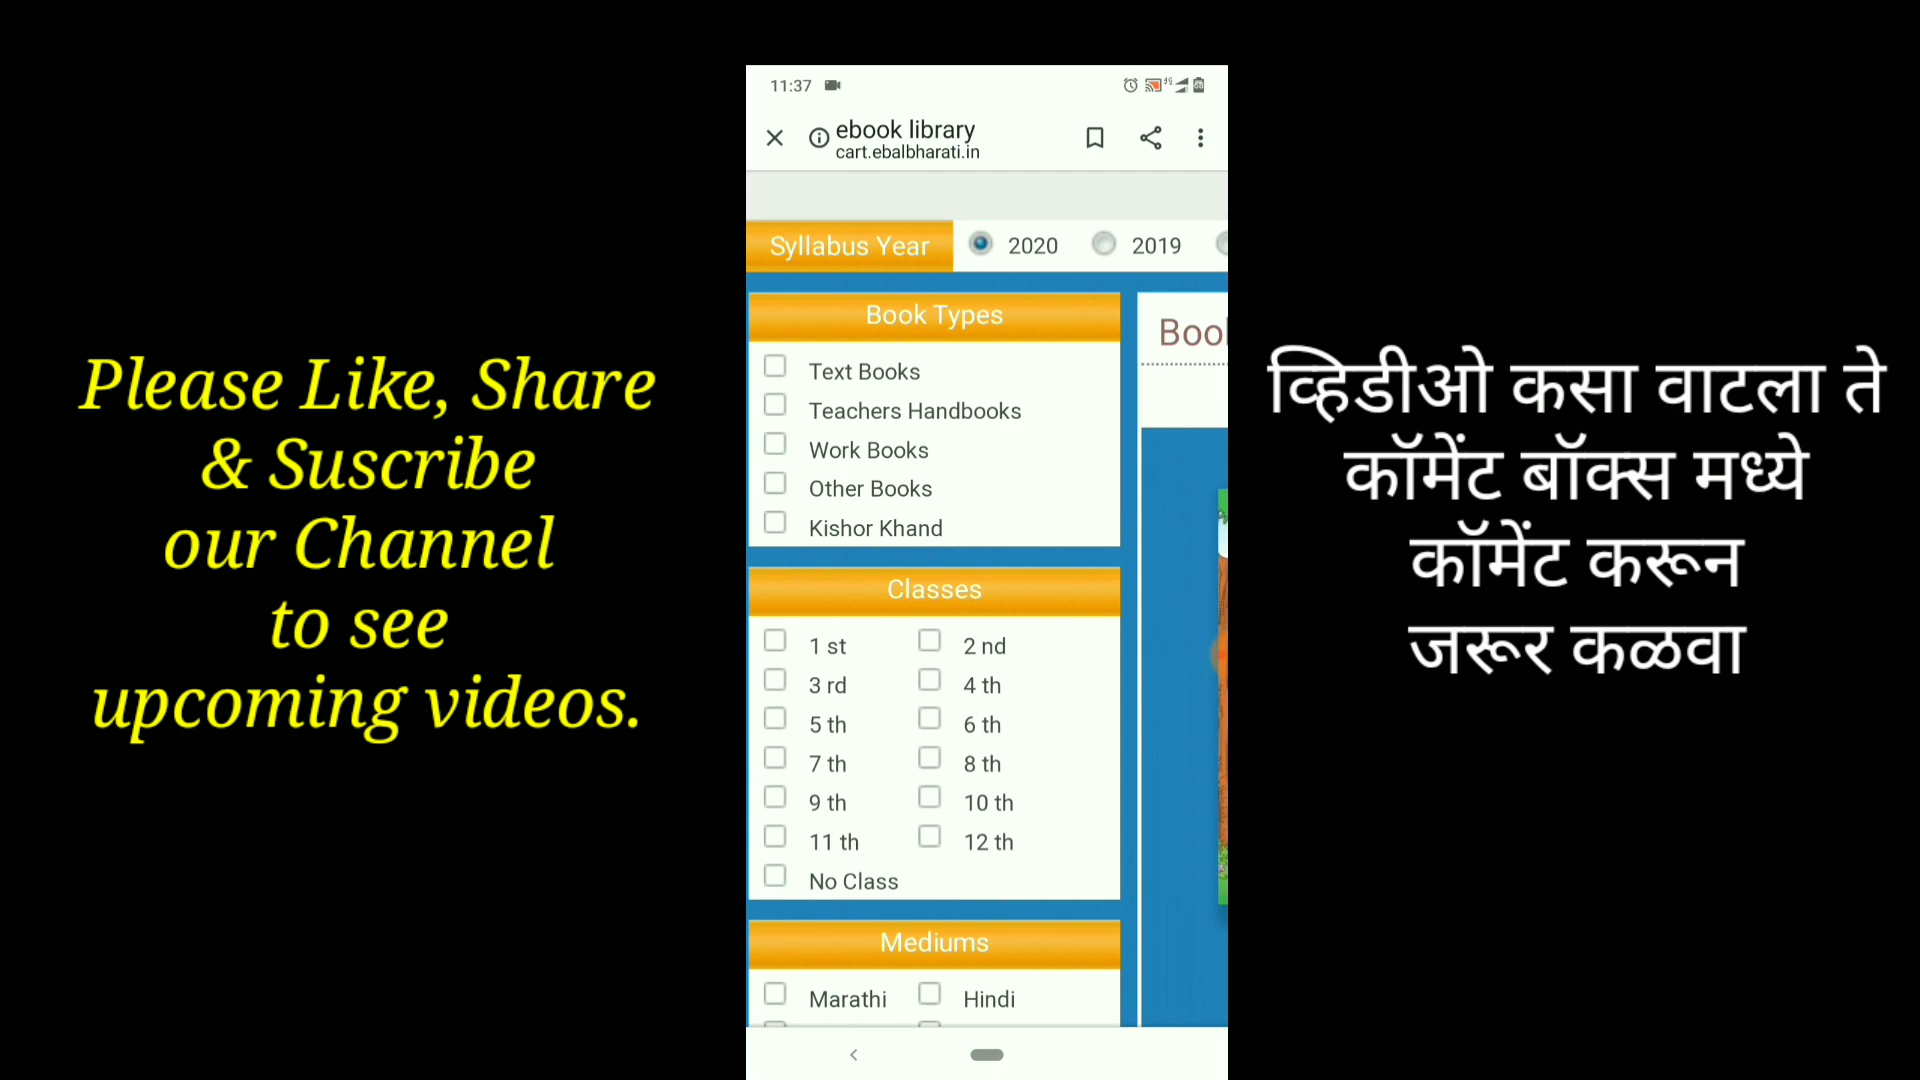 Please Like, Share
& Suscribe
our Channel
to see
upcoming videos.
11:37
ebook library
cart.ebalbharati.in
Syllabus Year
2020
2019
Book Types
Text Books
Teachers Handbooks
Work Books
Other Books
Kishor Khand
Classes
1 st
2 nd
3 rd
4 th
5 th
6 th
7 th
8 th
9 th
10 th
11 th
12 th
No Class
Mediums
Marathi
Hindi
व्हिडीओ कसा वाटला ते
कॉमेंट बॉक्स मध्ये
कॉमेंट करून
जरूर कळवा